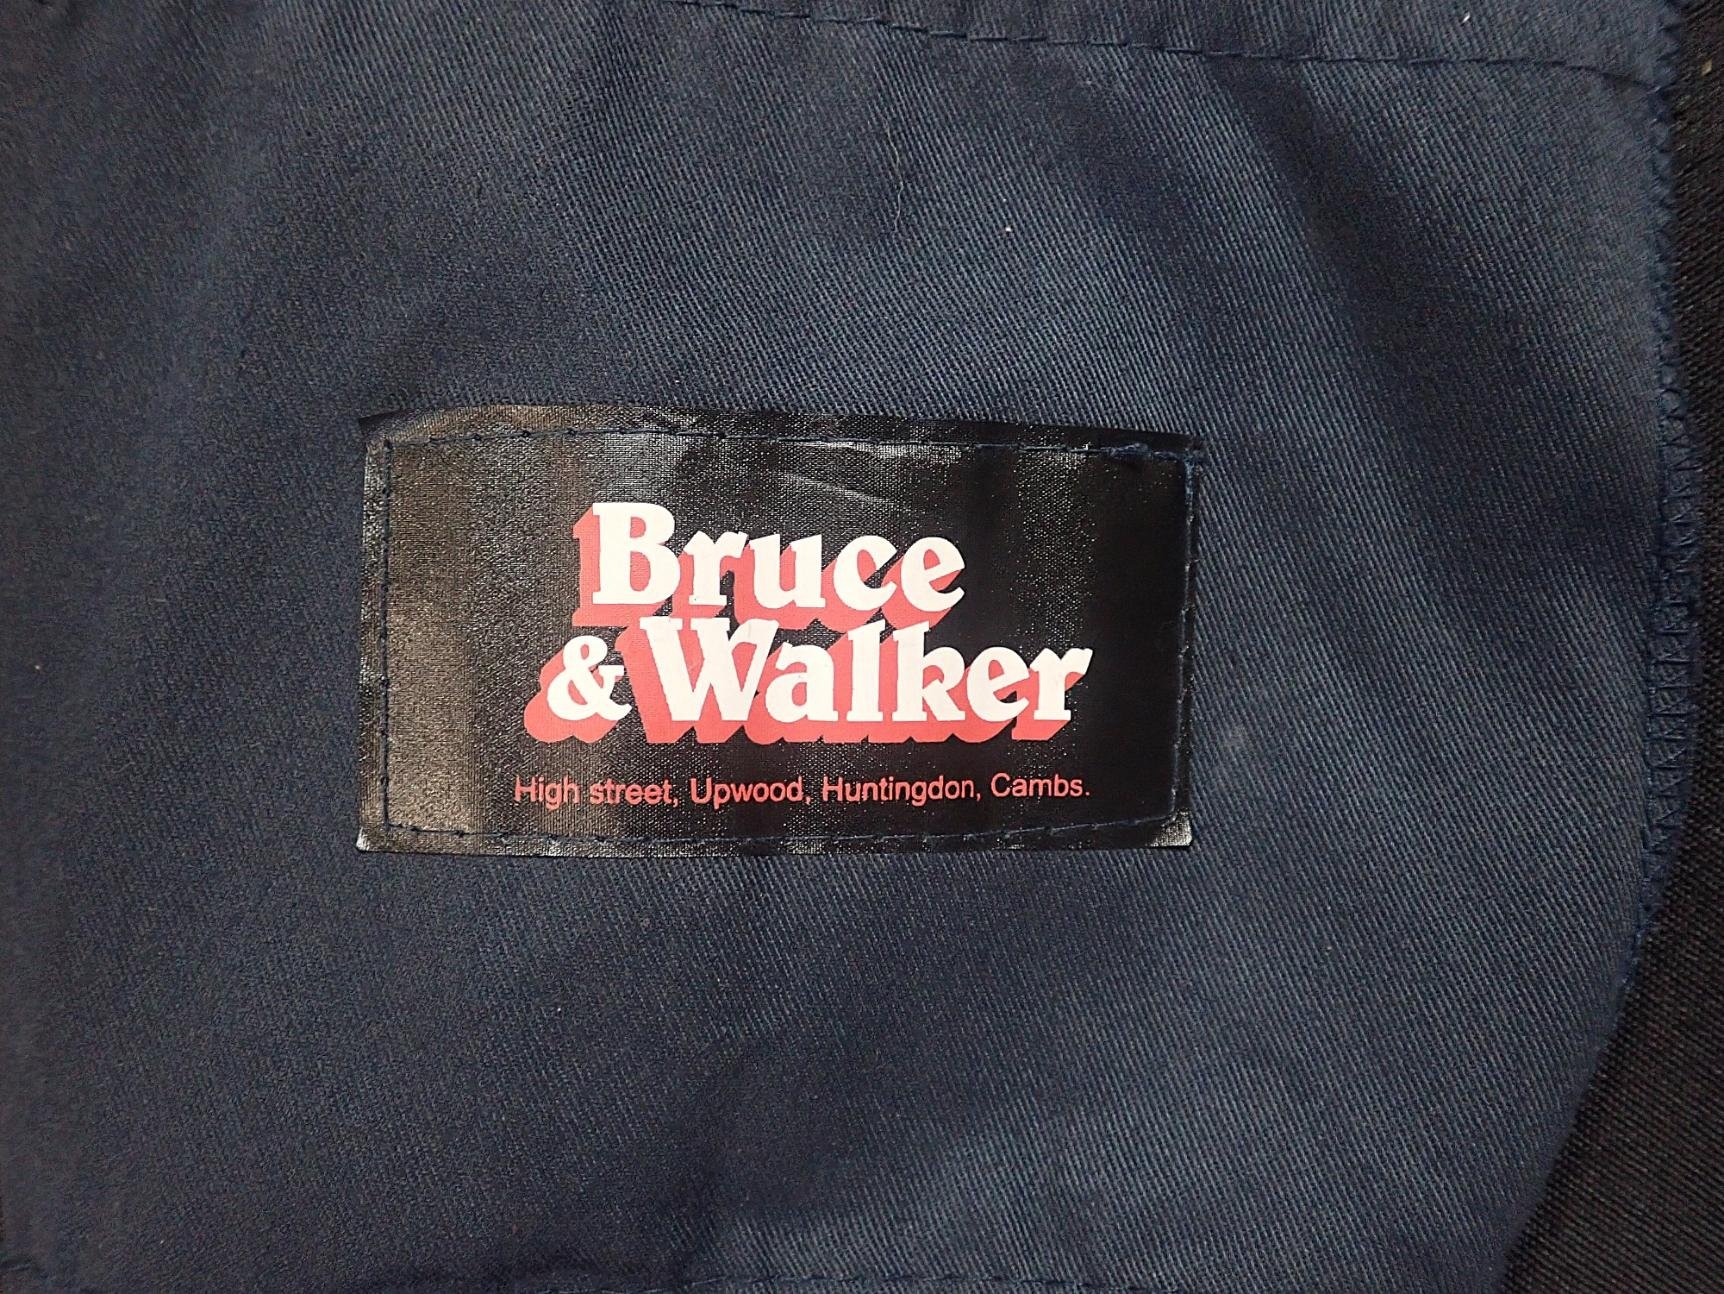 Bruce
& Walker
High street, Upwood, Huntingdon, Cambs.